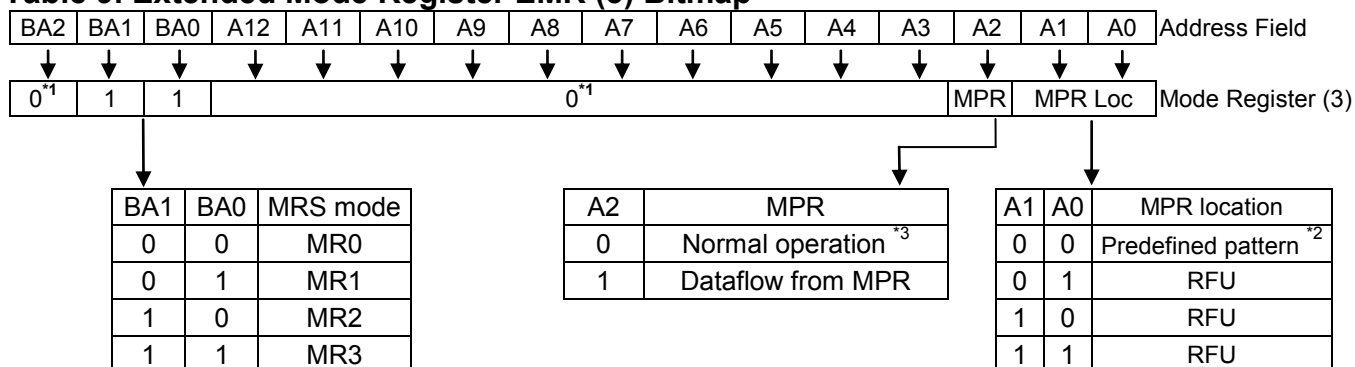 Table 9. Extended Mode Register EMR (3) Bitmap
BA2 BA1 BA0 A12 A11 A10 A9 A8 A7 A6 A5 A4 A3 A2 A1 A0 Address Field
0*1 1 1 0*1 MPR MPR Loc Mode Register (3)
BA1 BA0 MRS mode
0 0 MR0
0 1 MR1
1 0 MR2
1 1 MR3
A2 MPR
0 Normal operation *3
1 Dataflow from MPR
A1 A0 MPR location
0 0 Predefined pattern *2
0 1 RFU
1 0 RFU
1 1 RFU